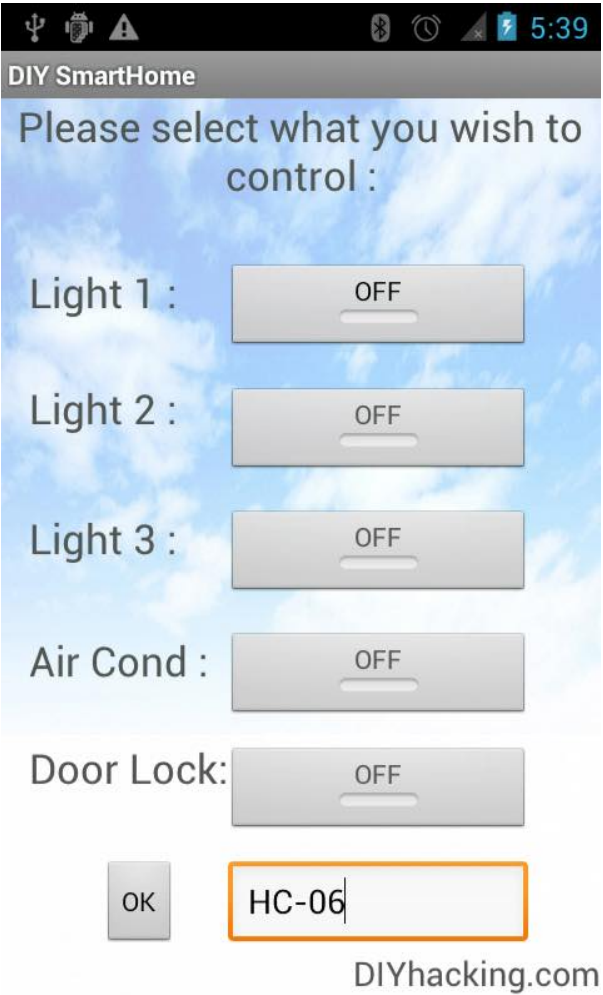 5:39
DIY SmartHome
Please select what you wish to
control :
Light 1 : OFF
Light 2 : OFF
Light 3 : OFF
Air Cond : OFF
Door Lock: OFF
OK HC-06
DIYhacking.com